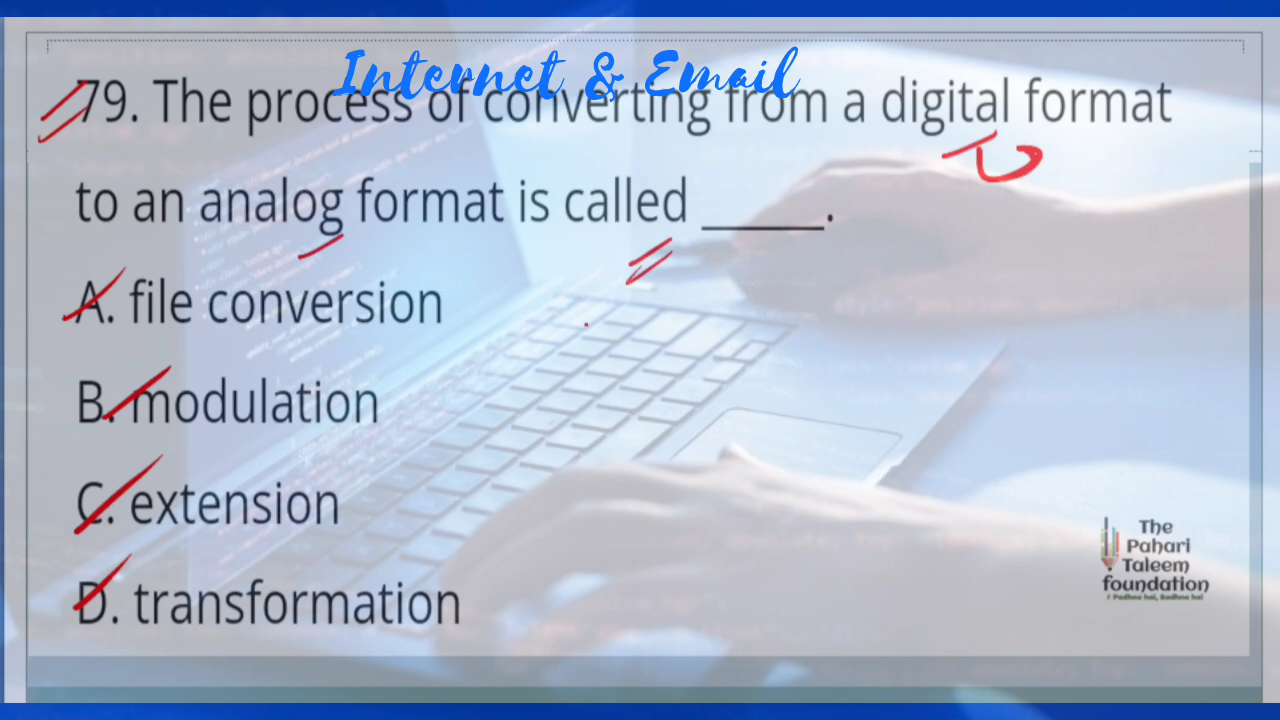 Internet & Email
79. The process of converting from a digital format
to an analog format is called _____.
A. file conversion
B. modulation
C. extension
D. transformation
The
Pahari
Taleem
foundation